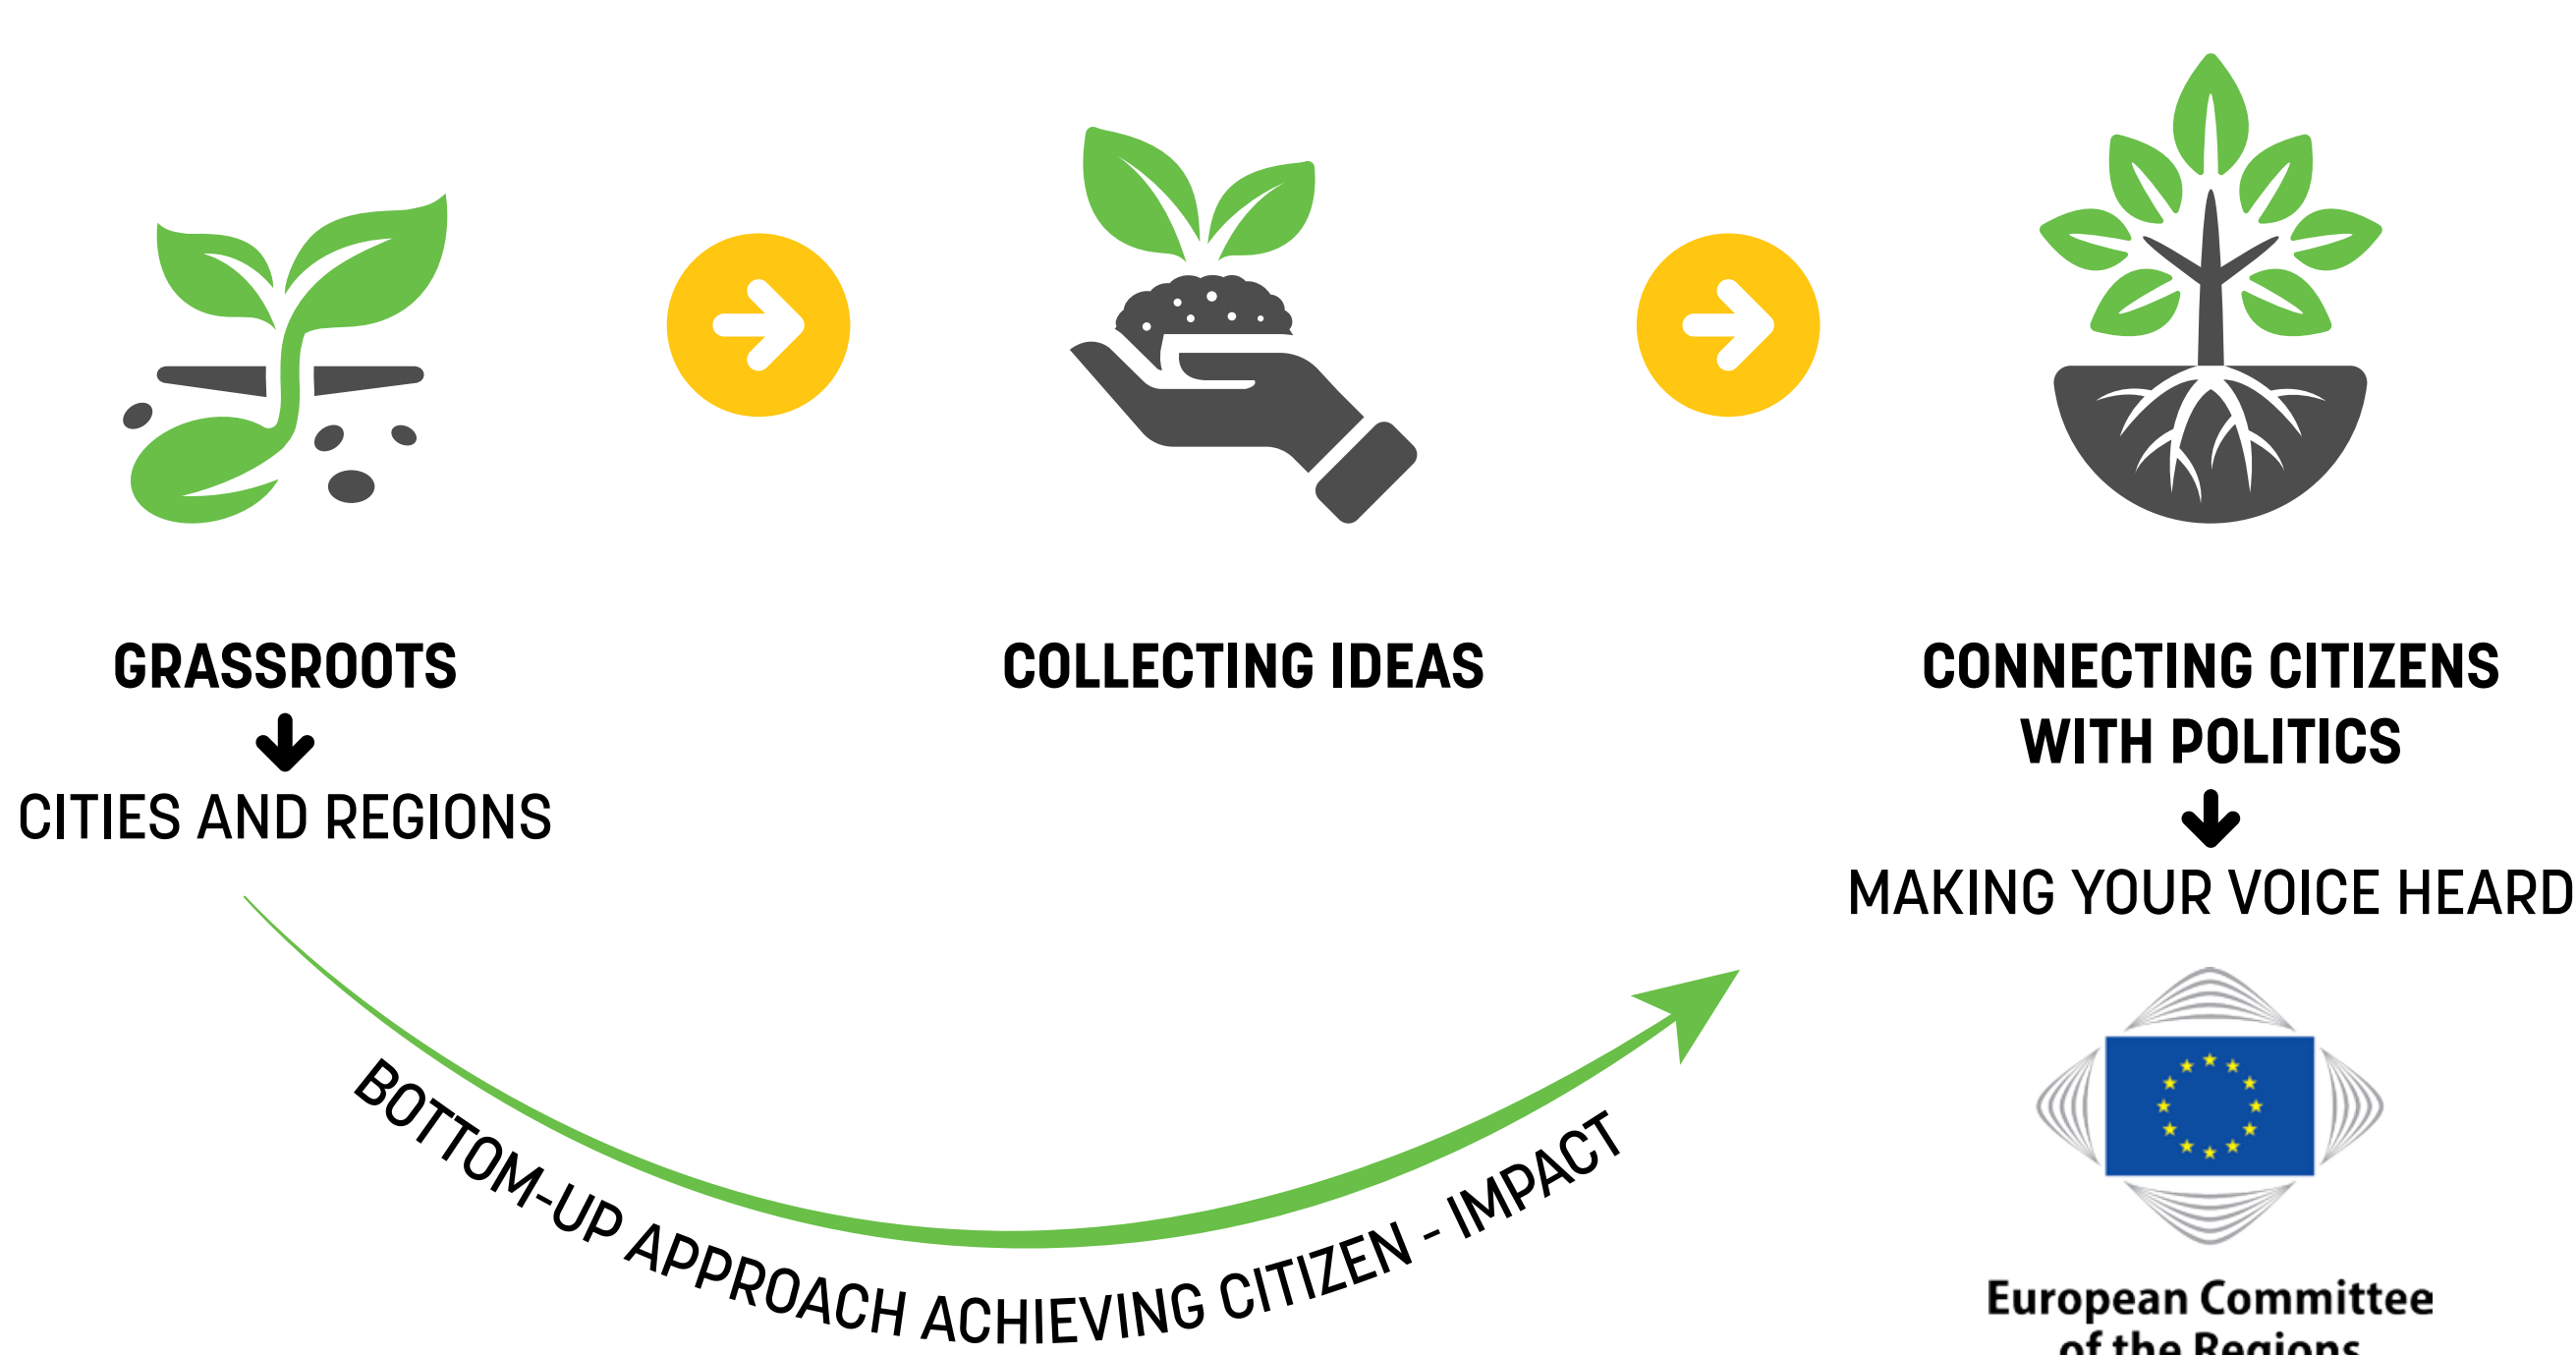 GRASSROOTS
CITIES AND REGIONS
COLLECTING IDEAS
CONNECTING CITIZENS
WITH POLITICS
MAKING YOUR VOICE HEARD
BOTTOM-UP APPROACH ACHIEVING CITIZEN - IMPACT
European Committee
of the Regions